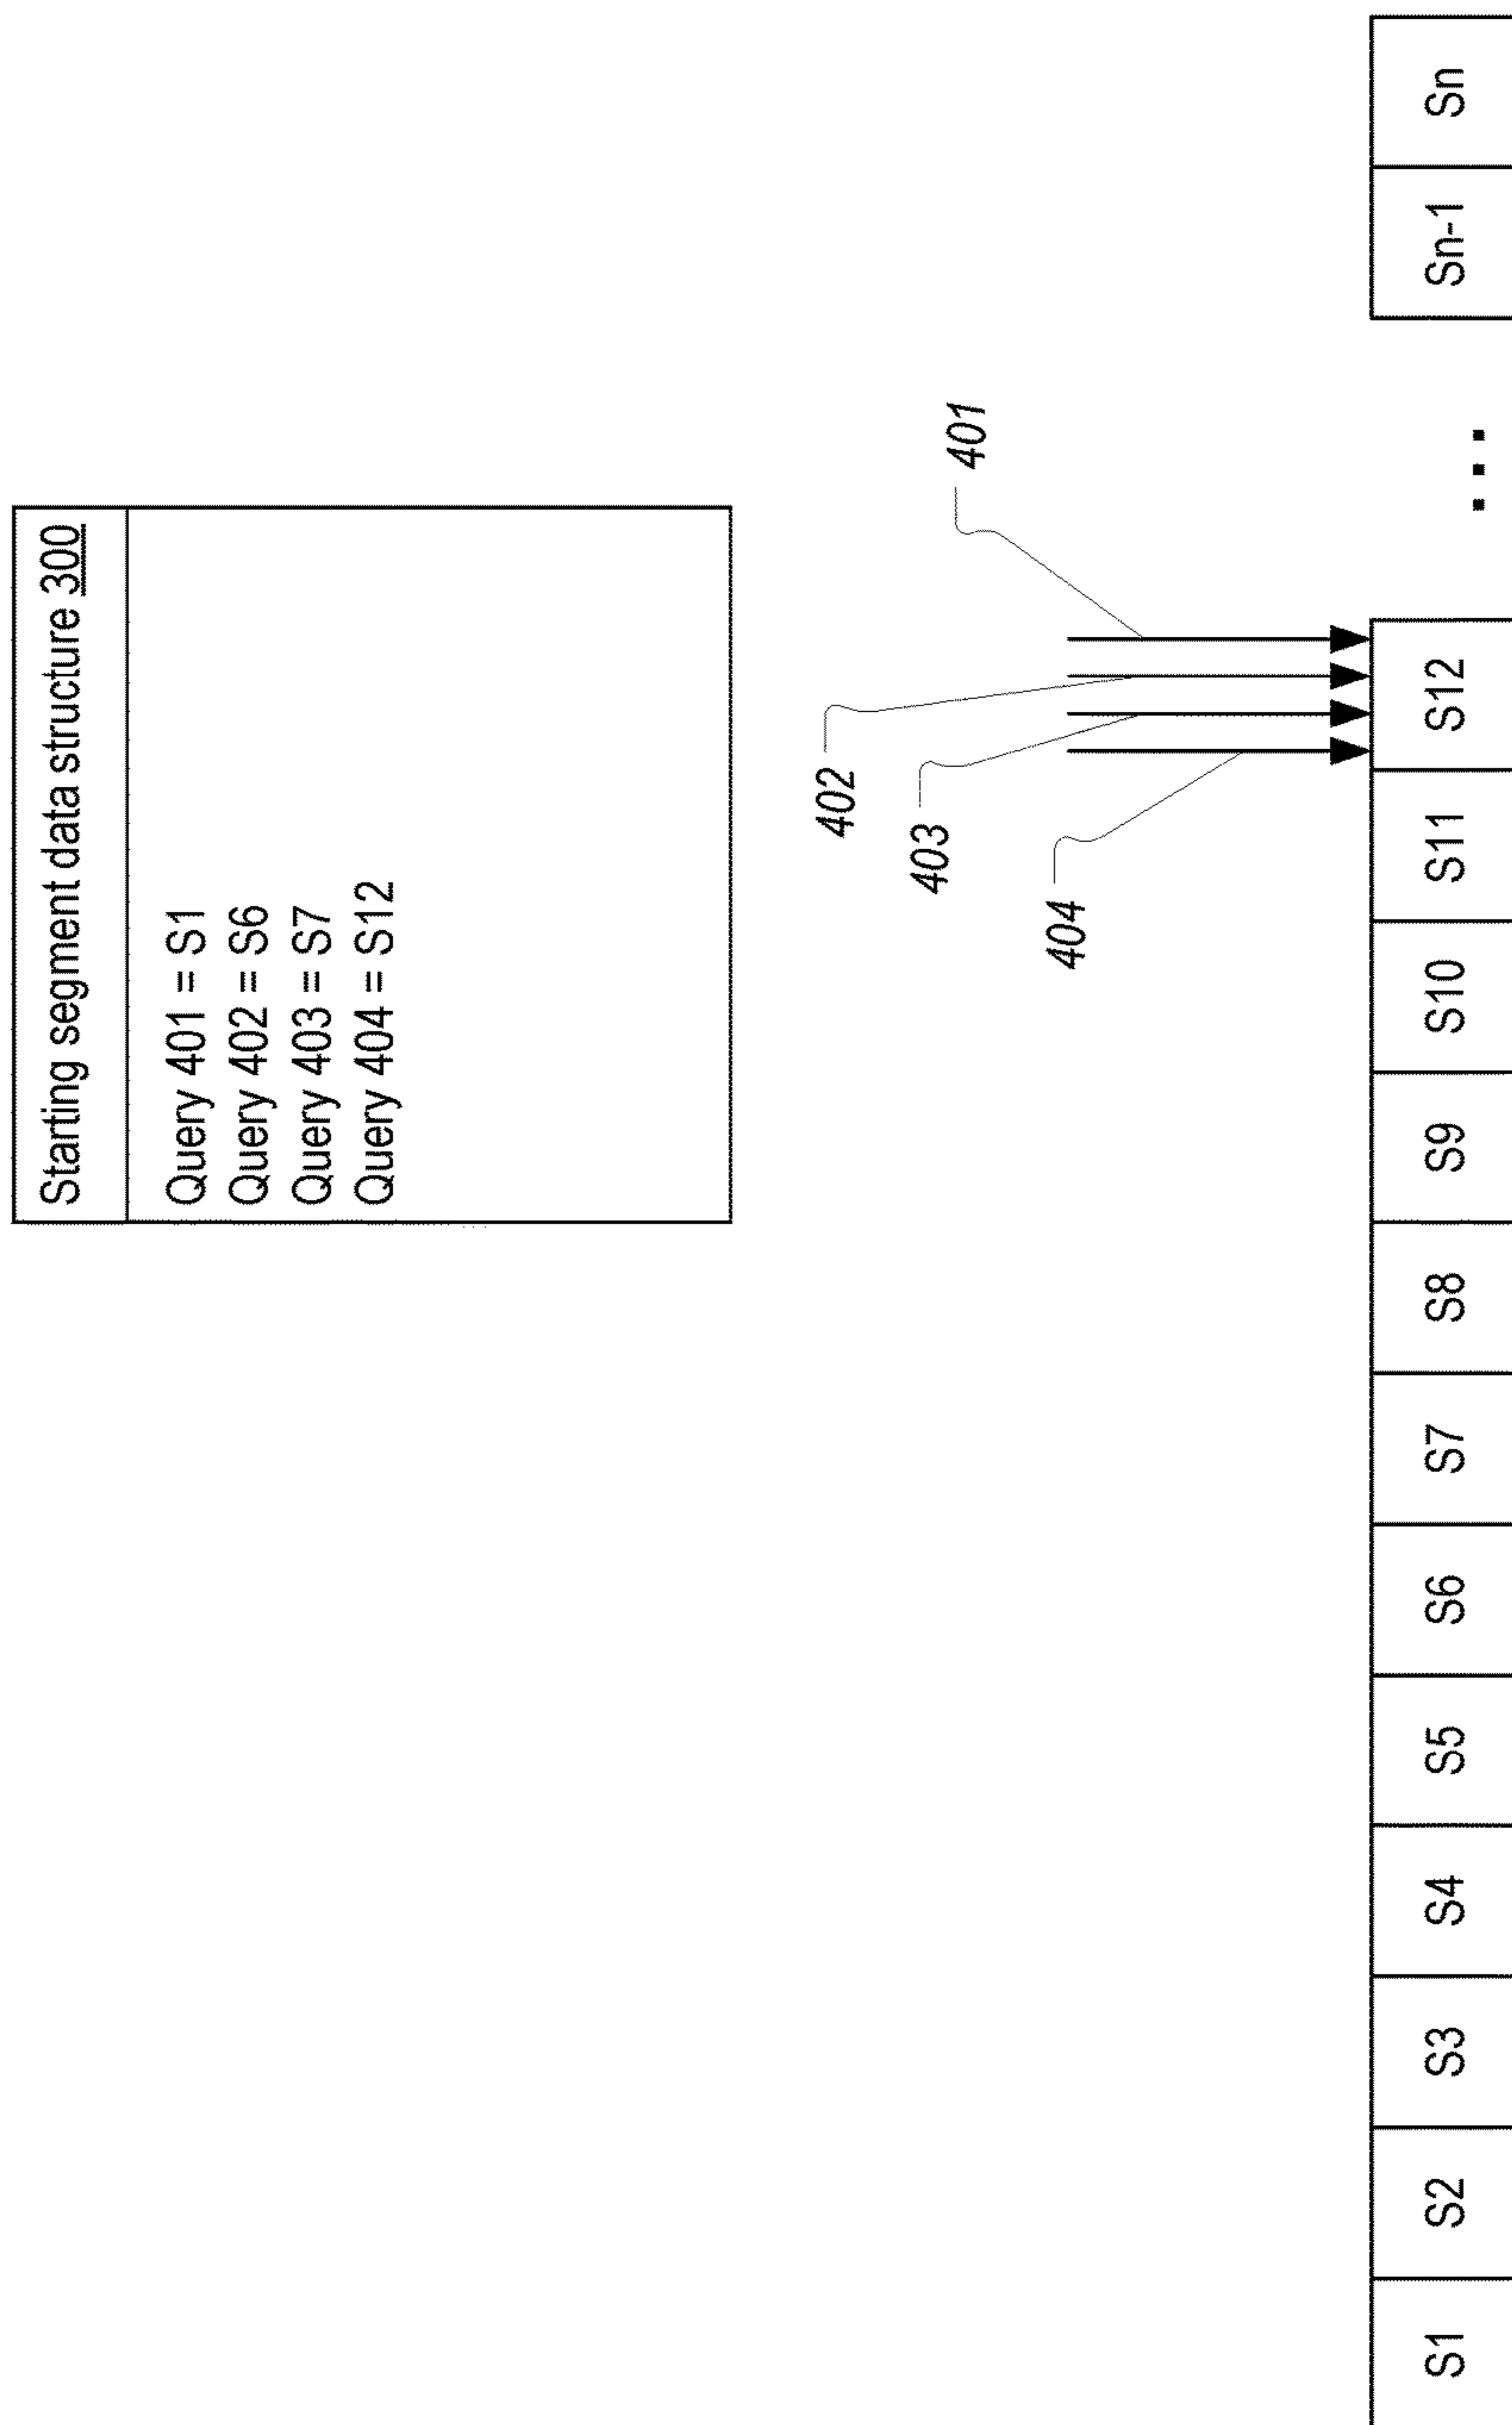 Starting segment data structure 300
Query 401 = S1
Query 402 = S6
Query 403 = S7
Query 404 = S12
402
401
403
404
S1 S2 S3 S4 S5 S6 S7 S8 S9 S10 S11 S12 ... Sn-1 Sn